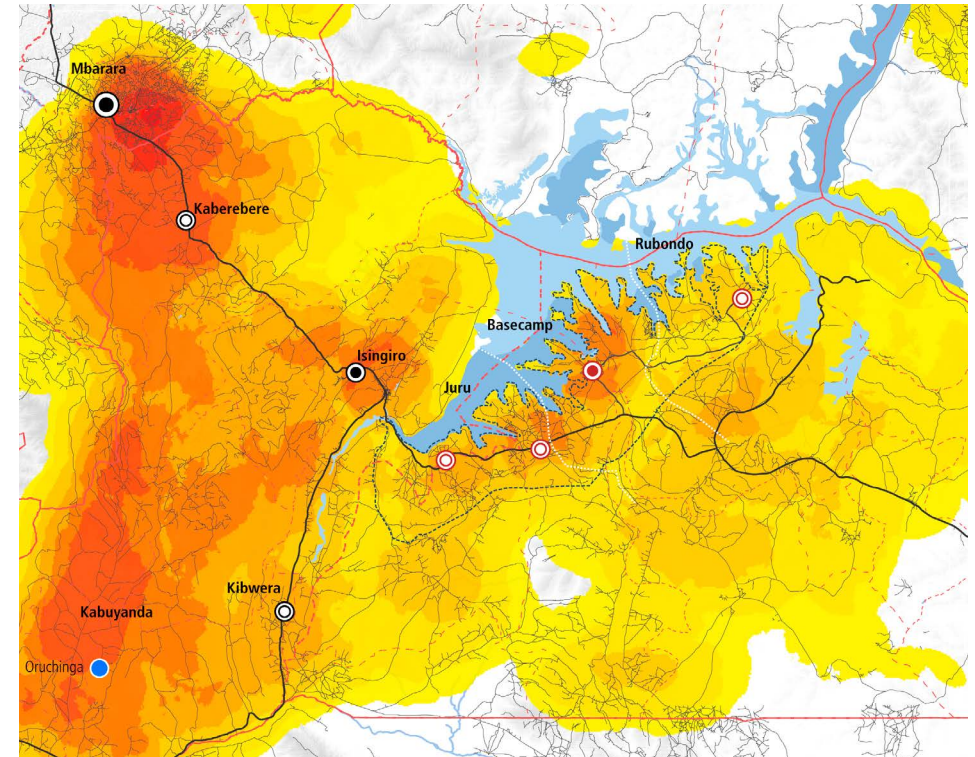 Mbarara
Kaberebere
Rubondo
Basecamp
Isingiro
Juru
Kibwera
Kabuyanda
Oruchinga